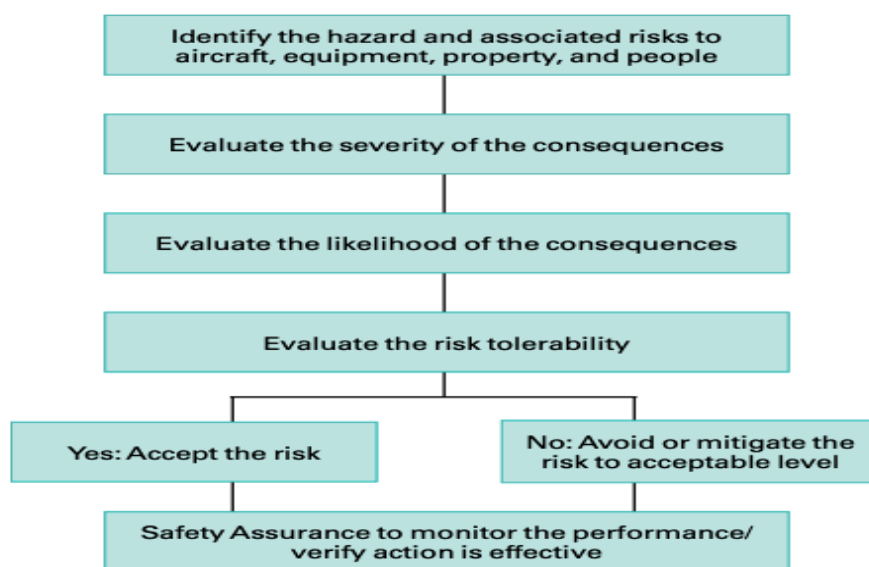 Identify the hazard and associated risks to
aircraft, equipment, property, and people
Evaluate the severity of the consequences
Evaluate the likelihood of the consequences
Evaluate the risk tolerability
Yes: Accept the risk
No: Avoid or mitigate the
risk to acceptable level
Safety Assurance to monitor the performance/
verify action is effective